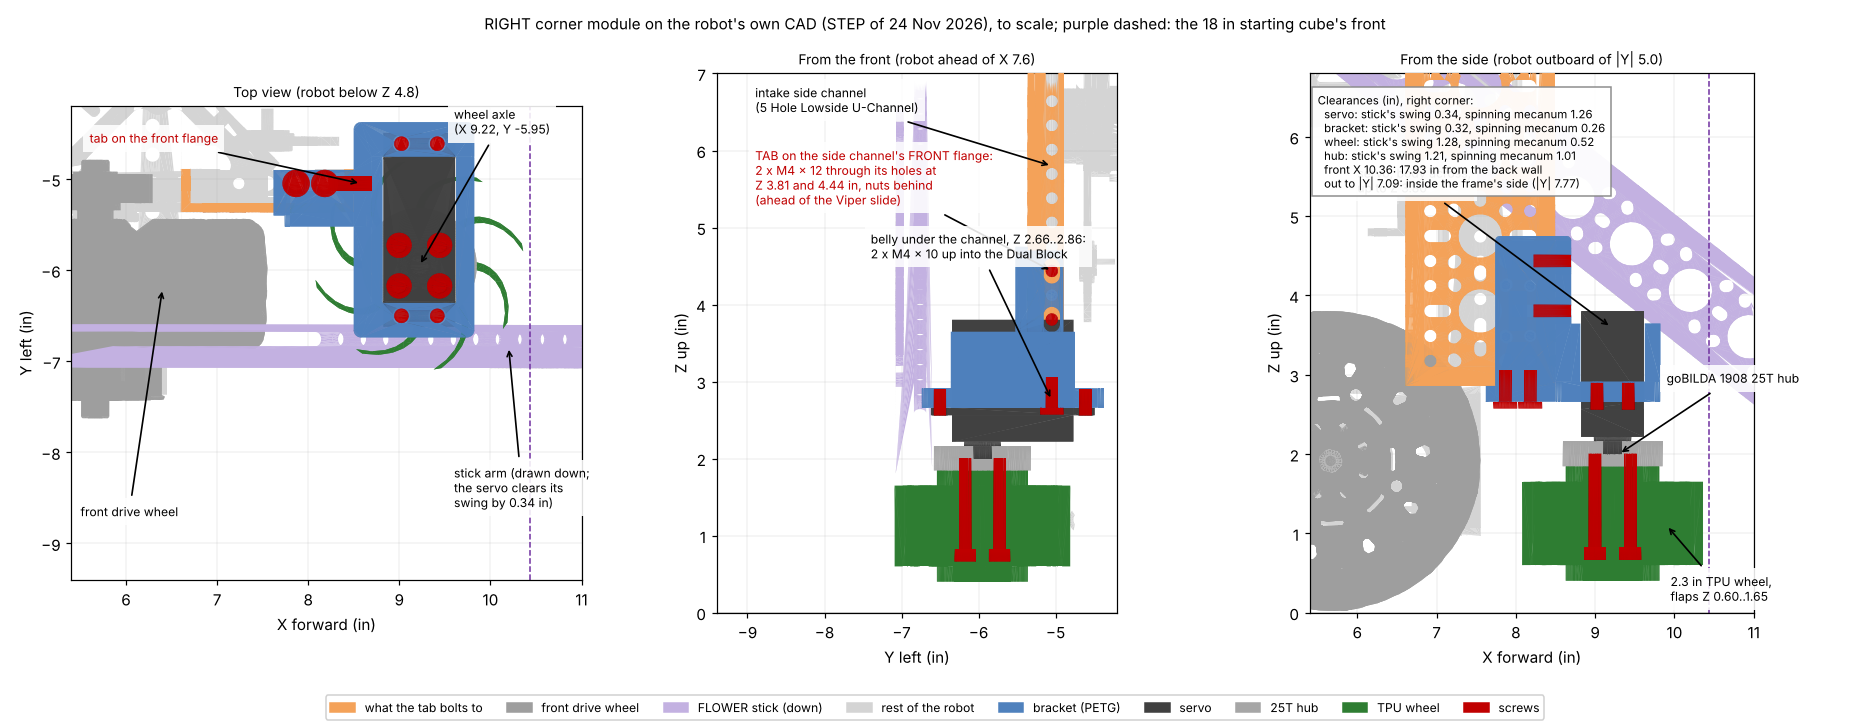 RIGHT corner module on the robot's own CAD (STEP of 24 Nov 2026), to scale; purple dashed: the 18 in starting cube's front
Top view (robot below Z 4.8)
tab on the front flange
wheel axle
(X 9.22, Y -5.95)
front drive wheel
stick arm (drawn down;
the servo clears its
swing by 0.34 in)
−5
−6
−7
−8
−9
Y left (in)
6
7
8
9
10
11
X forward (in)
From the front (robot ahead of X 7.6)
intake side channel
(5 Hole Lowside U-Channel)
TAB on the side channel's FRONT flange:
2 x M4 × 12 through its holes at
Z 3.81 and 4.44 in, nuts behind
(ahead of the Viper slide)
belly under the channel, Z 2.66..2.86:
2 x M4 × 10 up into the Dual Block
7
6
5
4
3
2
1
0
Z up (in)
−9
−8
−7
−6
−5
Y left (in)
From the side (robot outboard of |Y| 5.0)
Clearances (in), right corner:
servo: stick's swing 0.34, spinning mecanum 1.26
bracket: stick's swing 0.32, spinning mecanum 0.26
wheel: stick's swing 1.28, spinning mecanum 0.52
hub: stick's swing 1.21, spinning mecanum 1.01
front X 10.36: 17.93 in from the back wall
out to |Y| 7.09: inside the frame's side (|Y| 7.77)
goBILDA 1908 25T hub
2.3 in TPU wheel,
flaps Z 0.60..1.65
6
5
4
3
2
1
0
Z up (in)
6
7
8
9
10
11
X forward (in)
what the tab bolts to
front drive wheel
FLOWER stick (down)
rest of the robot
bracket (PETG)
servo
25T hub
TPU wheel
screws